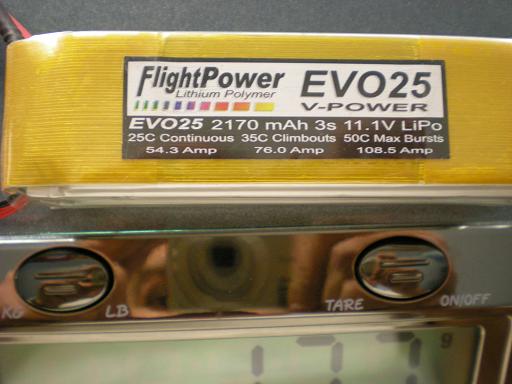 FlightPower
Lithium Polymer
EVO25
V-POWER
EVO25 2170 mAh 3s 11.1V LiPo
25C Continuous 35C Climbouts 50C Max Bursts
54.3 Amp 76.0 Amp 108.5 Amp
KG LB TARE ON/OFF
g